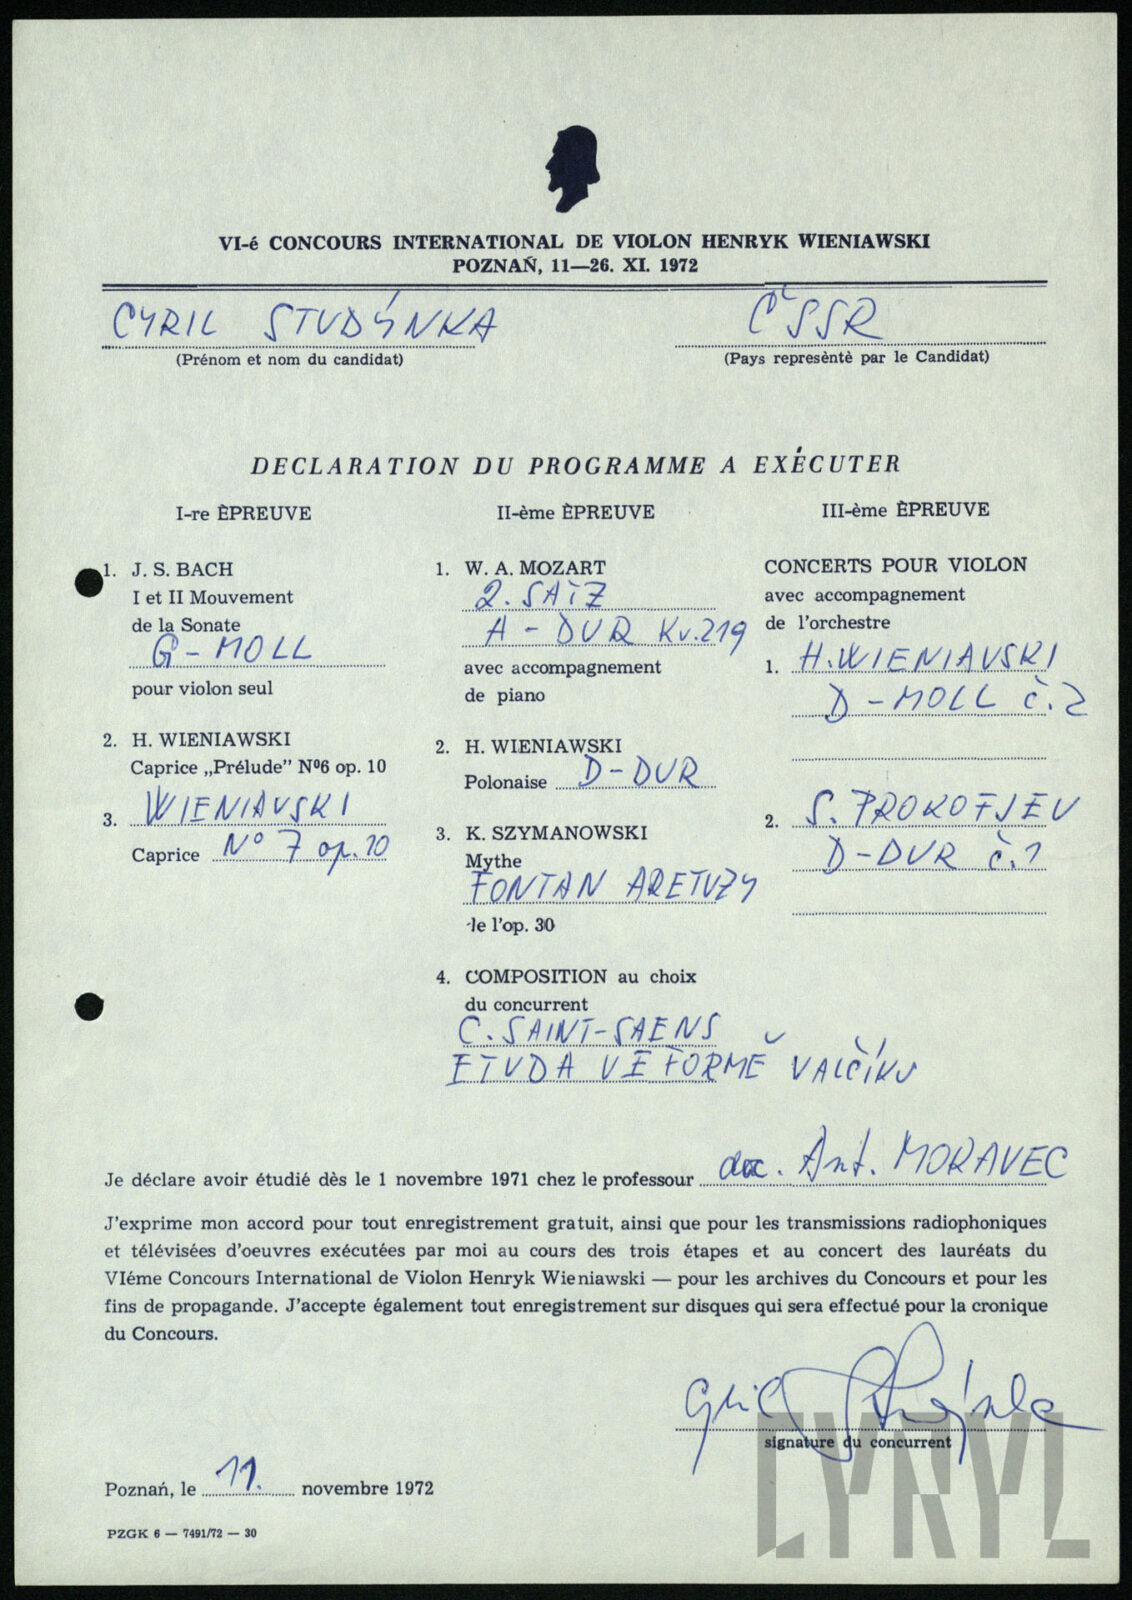 VI-é CONCOURS INTERNATIONAL DE VIOLON HENRYK WIENIAWSKI
POZNAŃ, 11—26. XI. 1972
CYRIL STUDÝNKA
(Prénom et nom du candidat)
ČSSR
(Pays represèntè par le Candidat)
DECLARATION DU PROGRAMME A EXÉCUTER
I-re ÈPREUVE
1. J. S. BACH
I et II Mouvement
de la Sonate
G-MOLL
pour violon seul
2. H. WIENIAWSKI
Caprice „Prélude” Nº6 op. 10
3. WIENIAVSKI
Caprice Nº 7 op. 10
II-ème ÈPREUVE
1. W. A. MOZART
2. SATZ
A-DUR Kv.219
avec accompagnement
de piano
2. H. WIENIAWSKI
Polonaise D-DUR
3. K. SZYMANOWSKI
Mythe
FONTAN ARETUZY
de l'op. 30
4. COMPOSITION au choix
du concurrent
C. SAINT-SAENS
ETUDA VE FORMĚ VALČÍKU
III-ème ÈPREUVE
CONCERTS POUR VIOLON
avec accompagnement
de l'orchestre
1. H. WIENIAVSKI
D-MOLL č.2
2. S. PROKOFJEV
D-DUR č.1
Je déclare avoir étudié dès le 1 novembre 1971 chez le professour doc. Ant. MORAVEC
J'exprime mon accord pour tout enregistrement gratuit, ainsi que pour les transmissions radiophoniques
et télévisées d'oeuvres exécutées par moi au cours des trois étapes et au concert des lauréats du
VIéme Concours International de Violon Henryk Wieniawski — pour les archives du Concours et pour les
fins de propagande. J'accepte également tout enregistrement sur disques qui sera effectué pour la cronique
du Concours.
Cyril Studýnka
signature du concurrent
Poznań, le 11. novembre 1972
PZGK 6 — 7491/72 — 30
CYRYL